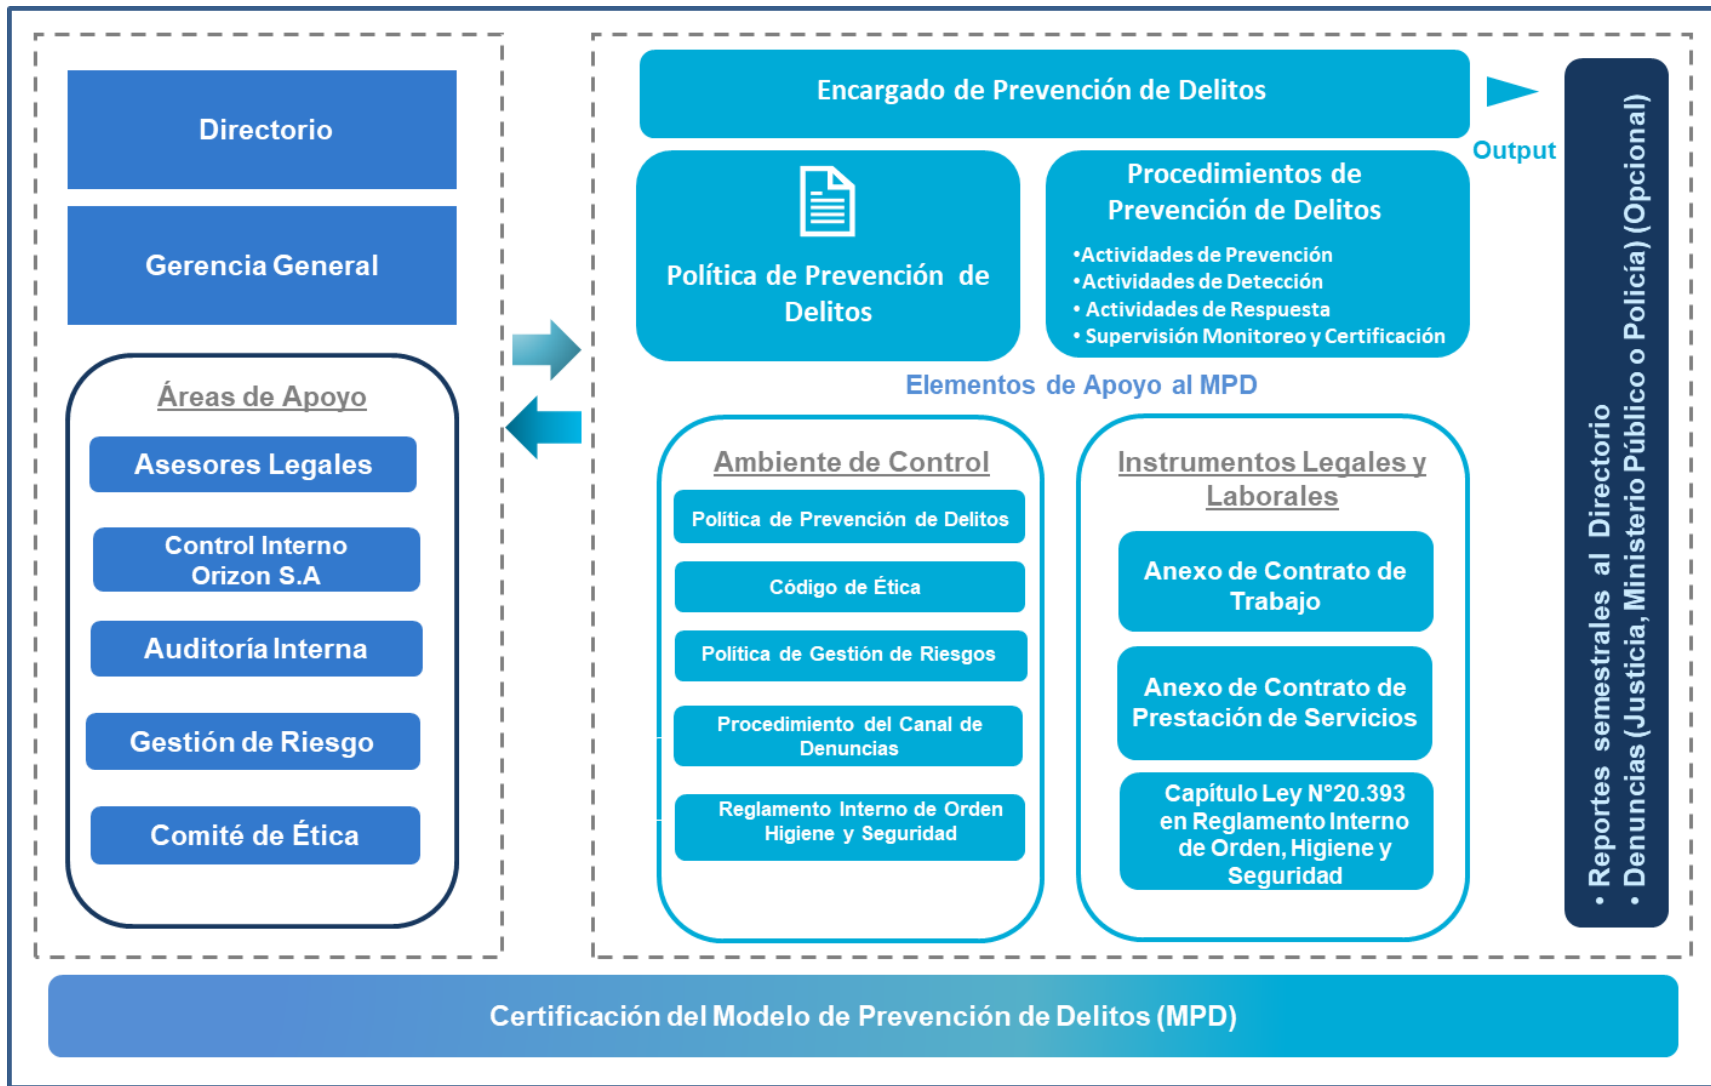 Directorio
Gerencia General
Áreas de Apoyo
Asesores Legales
Control Interno
Orizon S.A
Auditoría Interna
Gestión de Riesgo
Comité de Ética
Encargado de Prevención de Delitos
Output
Política de Prevención de
Delitos
Procedimientos de
Prevención de Delitos
•Actividades de Prevención
•Actividades de Detección
• Actividades de Respuesta
• Supervisión Monitoreo y Certificación
Elementos de Apoyo al MPD
Ambiente de Control
Política de Prevención de Delitos
Código de Ética
Política de Gestión de Riesgos
Procedimiento del Canal de
Denuncias
Reglamento Interno de Orden
Higiene y Seguridad
Instrumentos Legales y
Laborales
Anexo de Contrato de
Trabajo
Anexo de Contrato de
Prestación de Servicios
Capítulo Ley N°20.393
en Reglamento Interno
de Orden, Higiene y
Seguridad
• Reportes semestrales al Directorio
• Denuncias (Justicia, Ministerio Público o Policía) (Opcional)
Certificación del Modelo de Prevención de Delitos (MPD)